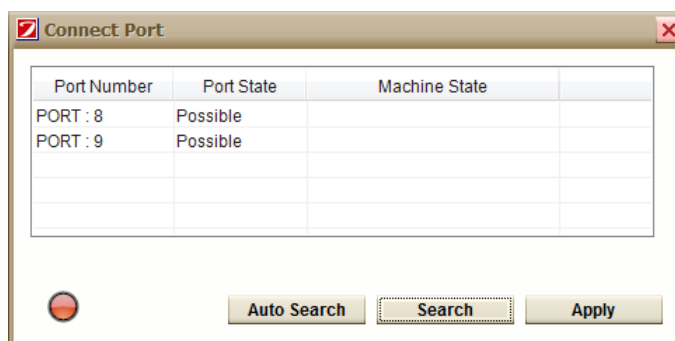 Connect Port
Port Number Port State Machine State
PORT : 8 Possible
PORT : 9 Possible
Auto Search Search Apply